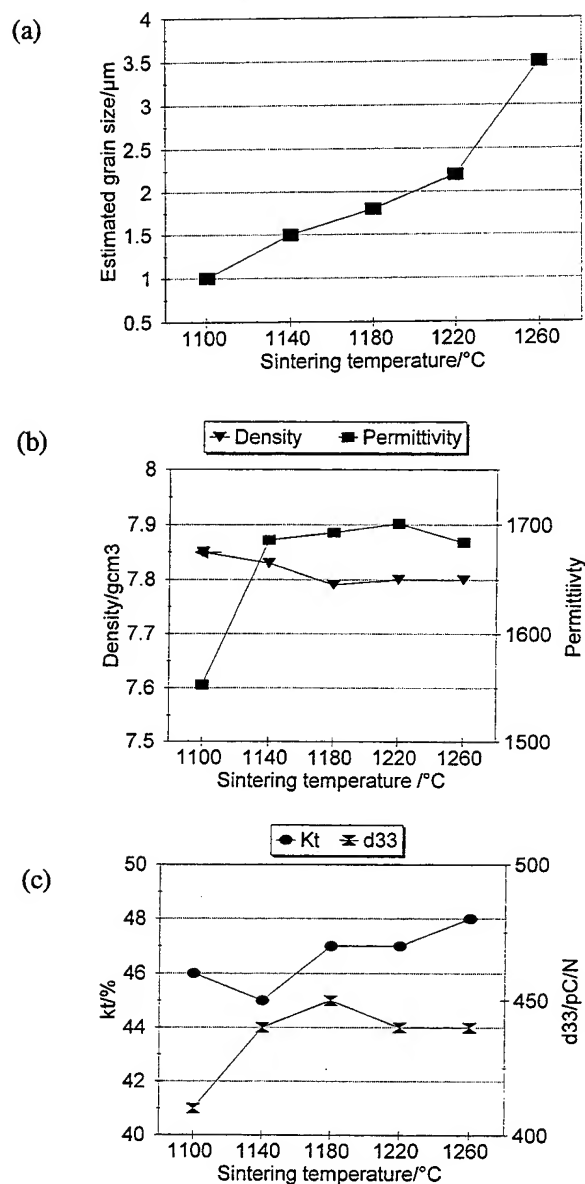 (a)
4
3.5
3
2.5
2
1.5
1
0.5
Estimated grain size/µm
1100 1140 1180 1220 1260
Sintering temperature/°C
(b)
Density Permittivity
8
7.9
7.8
7.7
7.6
7.5
Density/gcm3
1700
1600
1500
Permittiivty
1100 1140 1180 1220 1260
Sintering temperature /°C
(c)
Kt d33
50
48
46
44
42
40
kt/%
500
450
400
d33/pC/N
1100 1140 1180 1220 1260
Sintering temperature/°C